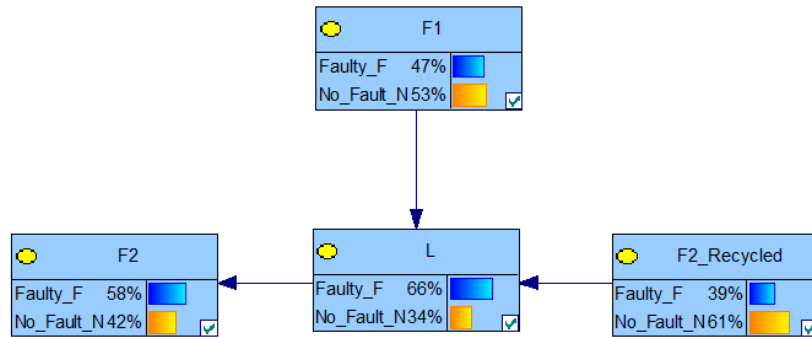 F1
Faulty_F 47%
No_Fault_N 53%
F2
Faulty_F 58%
No_Fault_N 42%
L
Faulty_F 66%
No_Fault_N 34%
F2_Recycled
Faulty_F 39%
No_Fault_N 61%